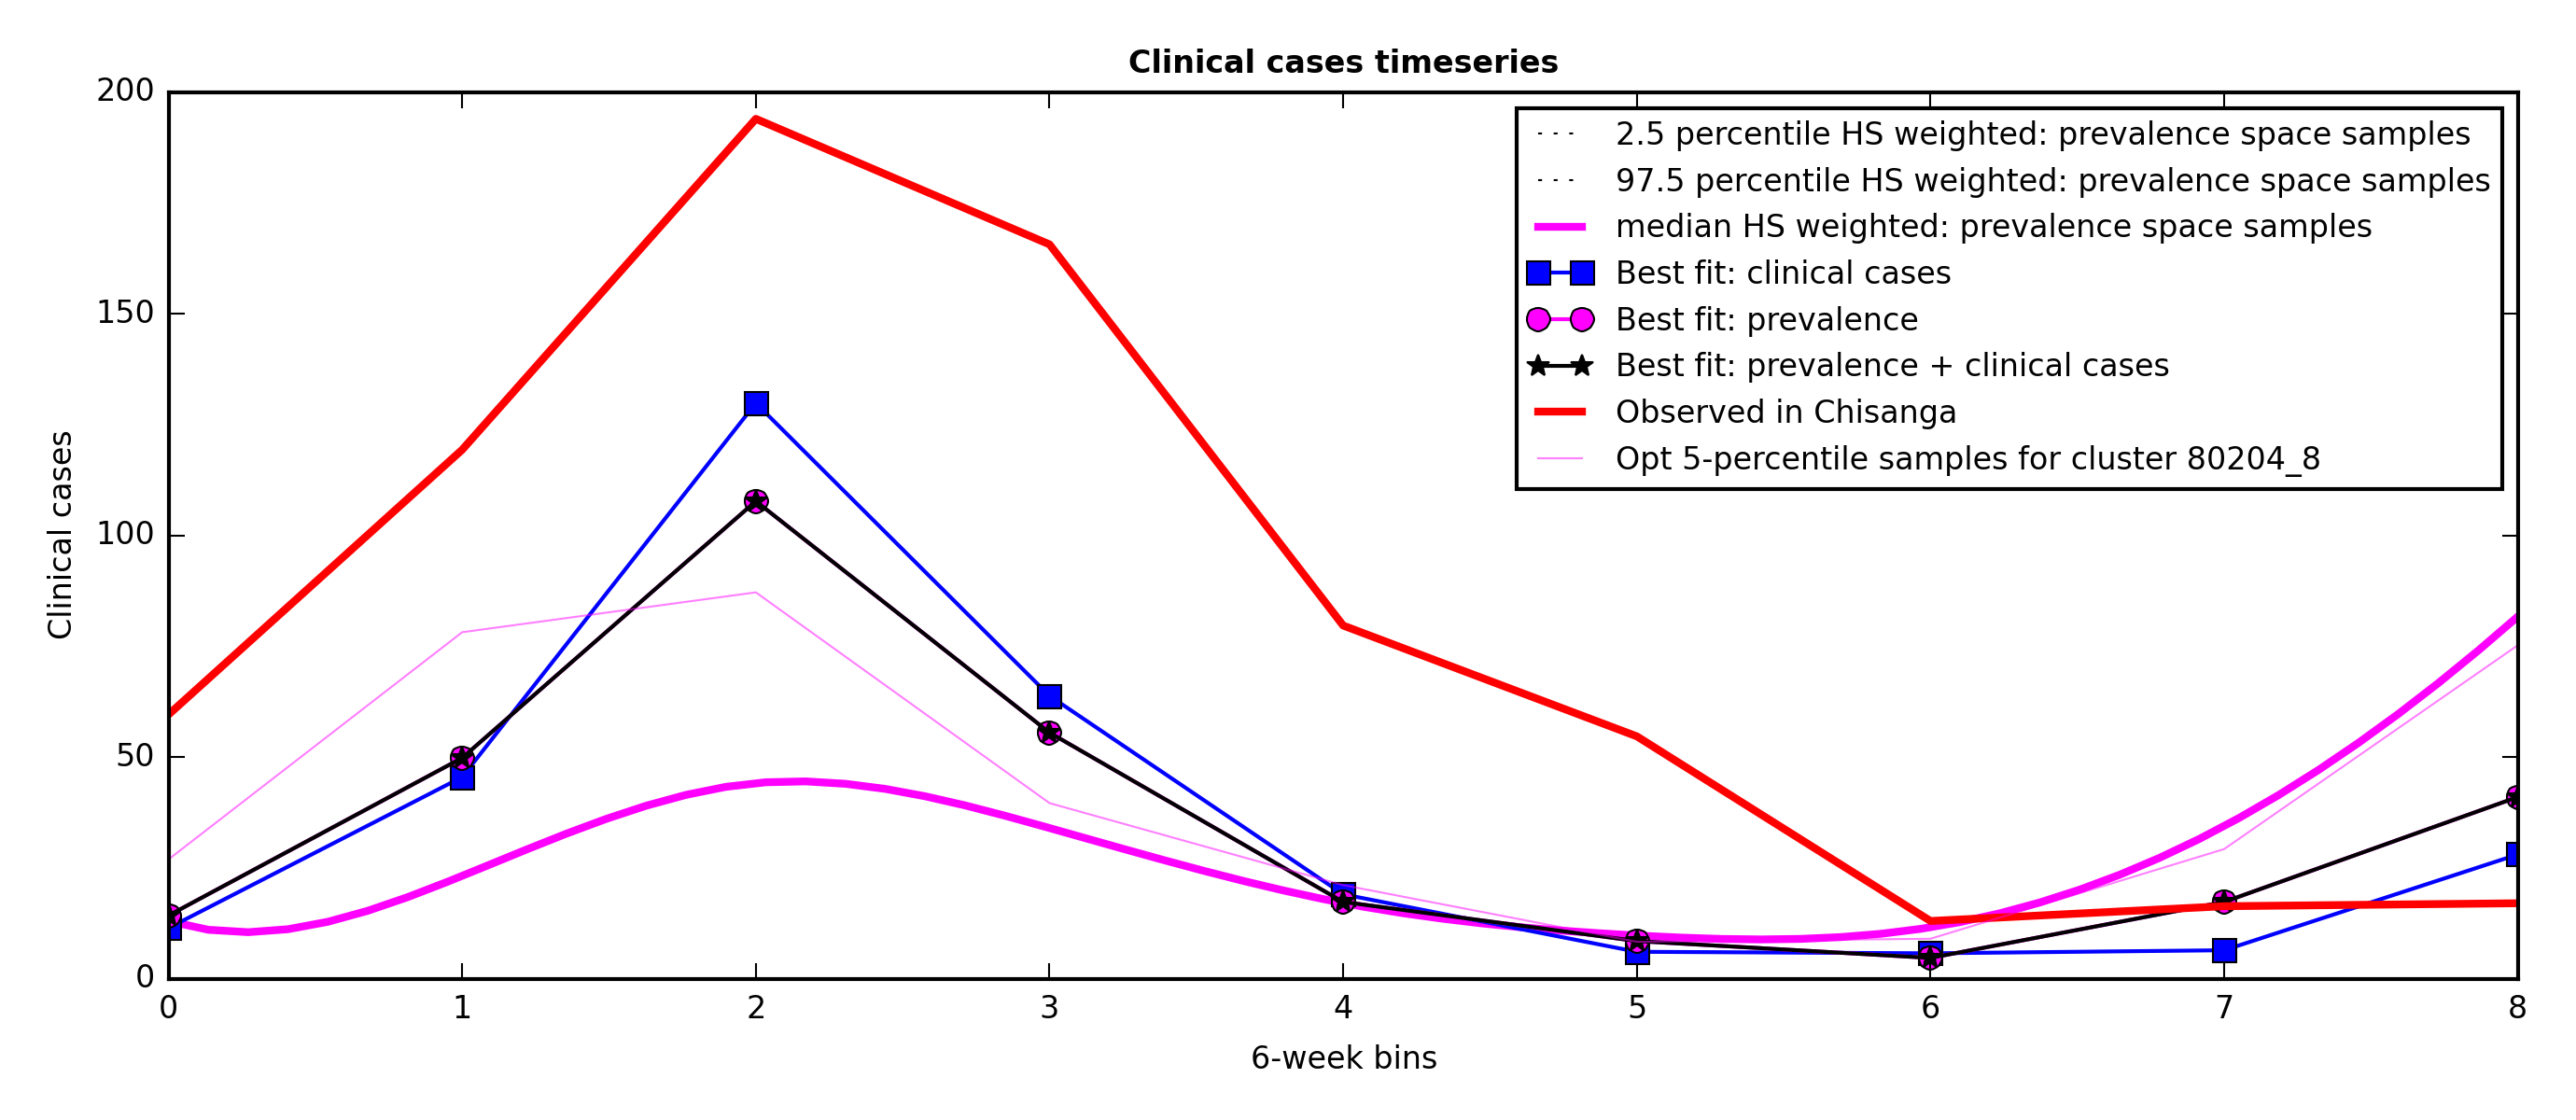 Clinical cases timeseries
200
150
100
50
0
Clinical cases
2.5 percentile HS weighted: prevalence space samples
97.5 percentile HS weighted: prevalence space samples
median HS weighted: prevalence space samples
Best fit: clinical cases
Best fit: prevalence
Best fit: prevalence + clinical cases
Observed in Chisanga
Opt 5-percentile samples for cluster 80204_8
0 1 2 3 4 5 6 7 8
6-week bins